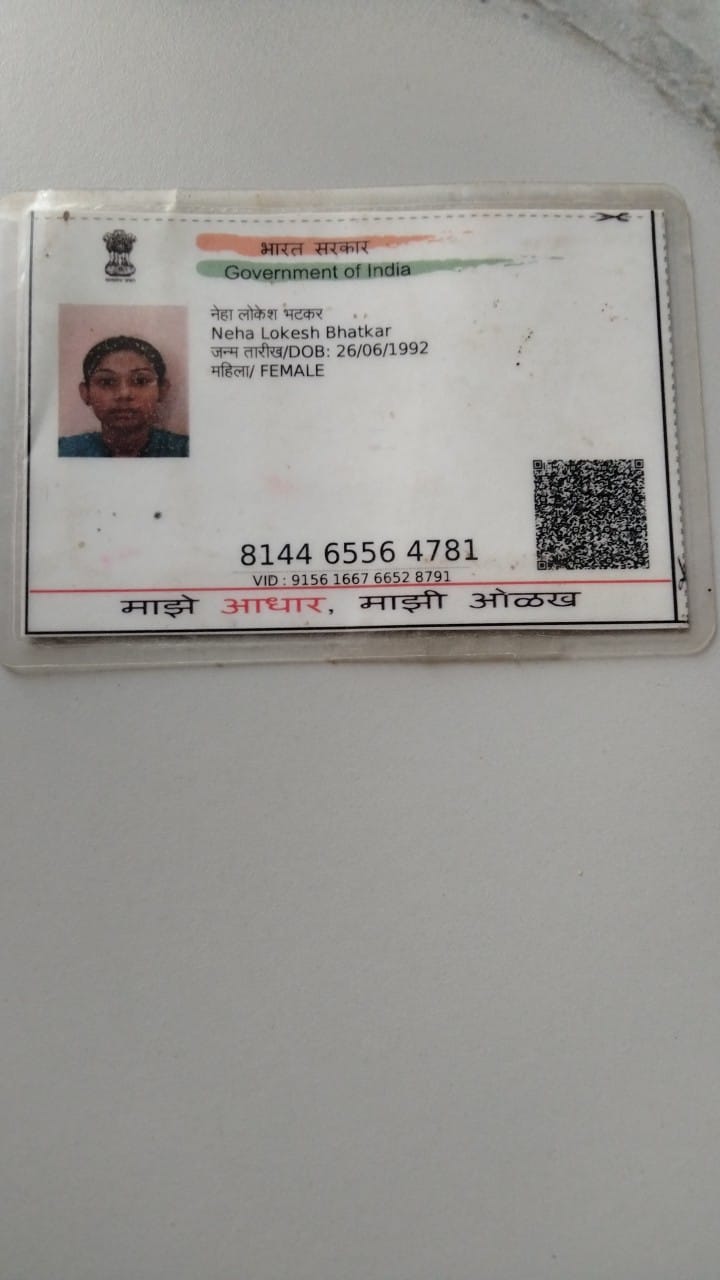 भारत सरकार
Government of India
नेहा लोकेश भटकर
Neha Lokesh Bhatkar
जन्म तारीख/DOB: 26/06/1992
महिला/ FEMALE
8144 6556 4781
VID : 9156 1667 6652 8791
माझे आधार, माझी ओळख